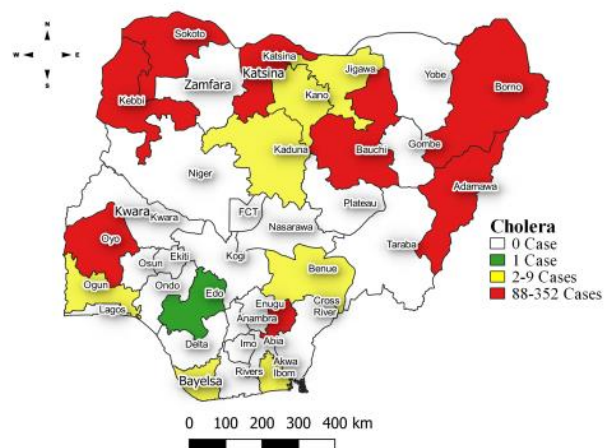 N
W
E
S
Sokoto
Katsina
Katsina
Jigawa
Yobe
Borno
Zamfara
Kebbi
Kano
Kaduna
Bauchi
Gombe
Adamawa
Niger
Plateau
FCT
Nasarawa
Kwara
Kwara
Taraba
Oyo
Osun
Ekiti
Kogi
Benue
Ogun
Ondo
Edo
Enugu
Cross
River
Lagos
Anambra
Delta
Imo
Abia
Akwa
Ibom
Rivers
Bayelsa
Cholera
0 Case
1 Case
2-9 Cases
88-352 Cases
0 100 200 300 400 km